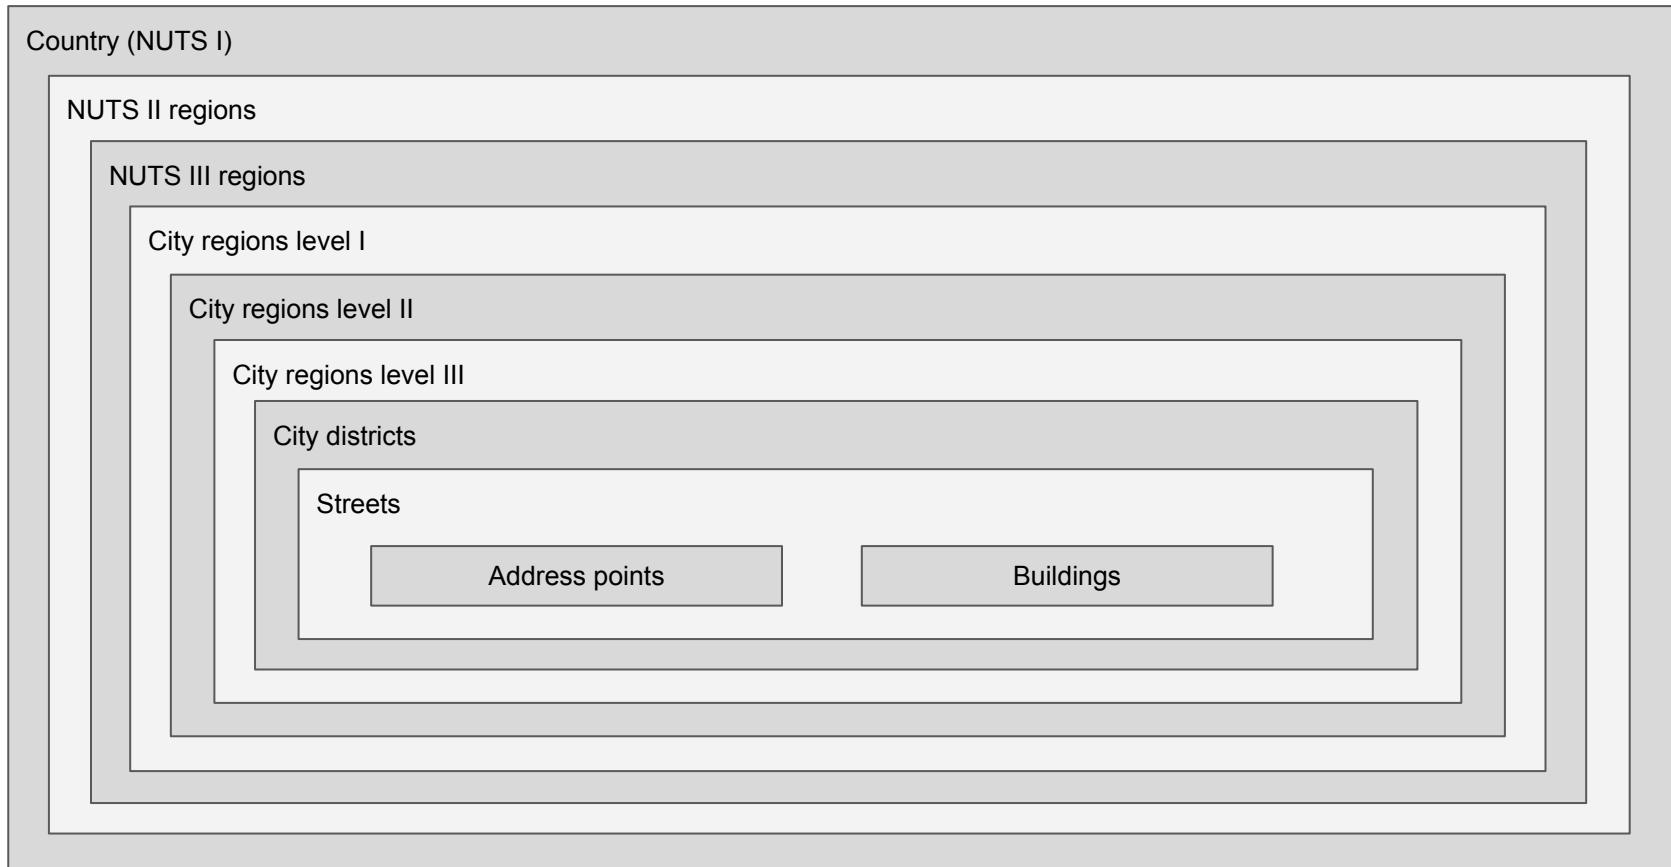 Country (NUTS I)
NUTS II regions
NUTS III regions
City regions level I
City regions level II
City regions level III
City districts
Streets
Address points
Buildings